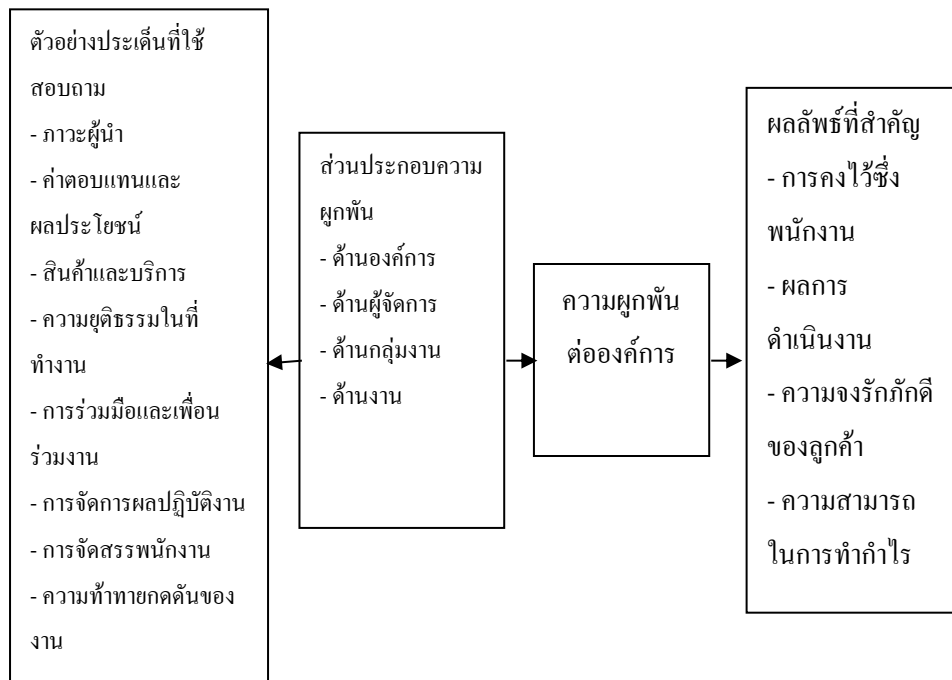 ตัวอย่างประเด็นที่ใช้
สอบถาม
- ภาวะผู้นำ
- ค่าตอบแทนและ
ผลประโยชน์
- สินค้าและบริการ
- ความยุติธรรมในที่
ทำงาน
- การร่วมมือและเพื่อน
ร่วมงาน
- การจัดการผลปฏิบัติงาน
- การจัดสรรพนักงาน
- ความท้าทายกดดันของ
งาน
ส่วนประกอบความ
ผูกพัน
- ด้านองค์การ
- ด้านผู้จัดการ
- ด้านกลุ่มงาน
- ด้านงาน
ความผูกพัน
ต่อองค์การ
ผลลัพธ์ที่สำคัญ
- การคงไว้ซึ่ง
พนักงาน
- ผลการ
ดำเนินงาน
- ความจงรักภักดี
ของลูกค้า
- ความสามารถ
ในการทำกำไร